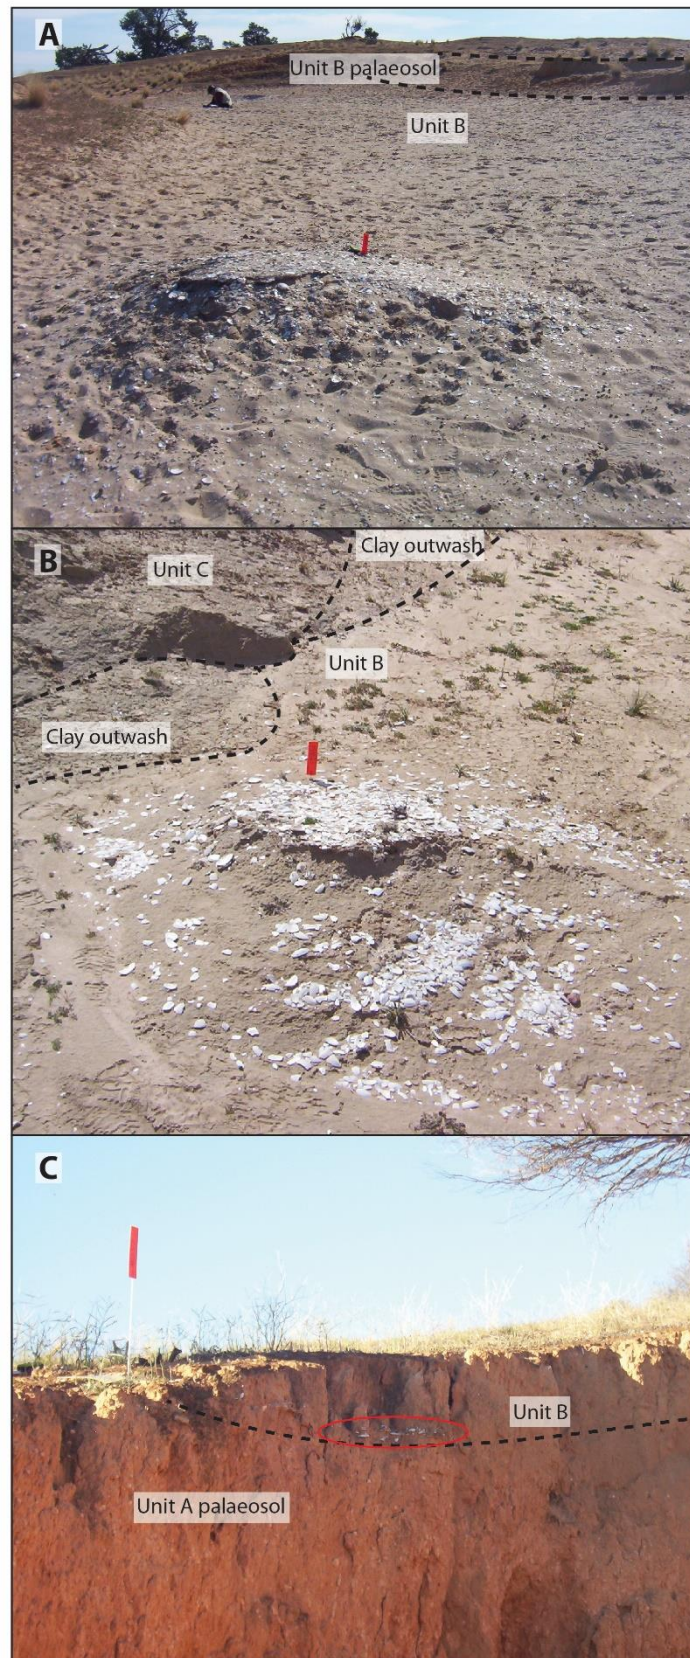 A
Unit B palaeosol
Unit B
B
Clay outwash
Unit C
Unit B
Clay outwash
C
Unit B
Unit A palaeosol